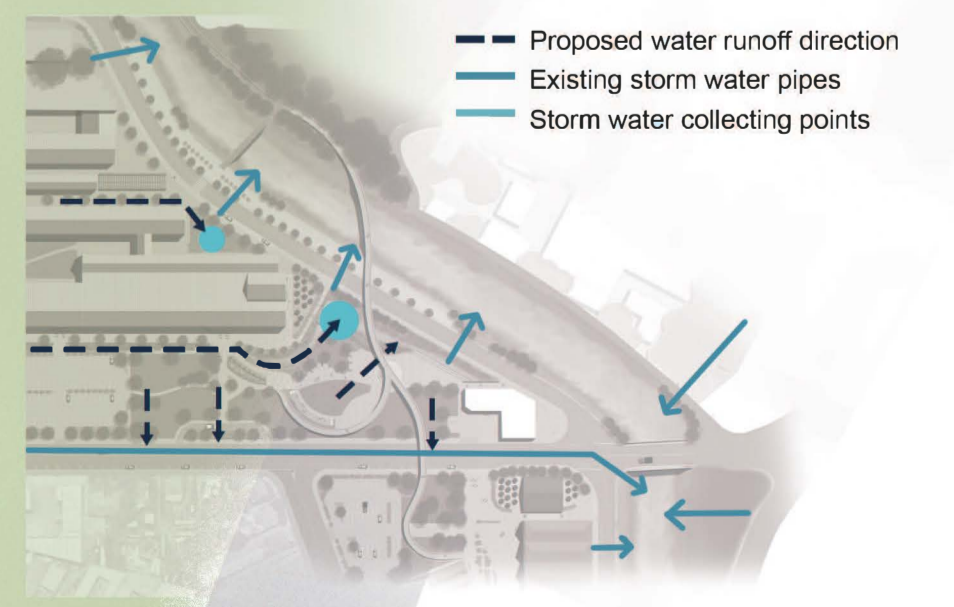 Proposed water runoff direction
Existing storm water pipes
Storm water collecting points